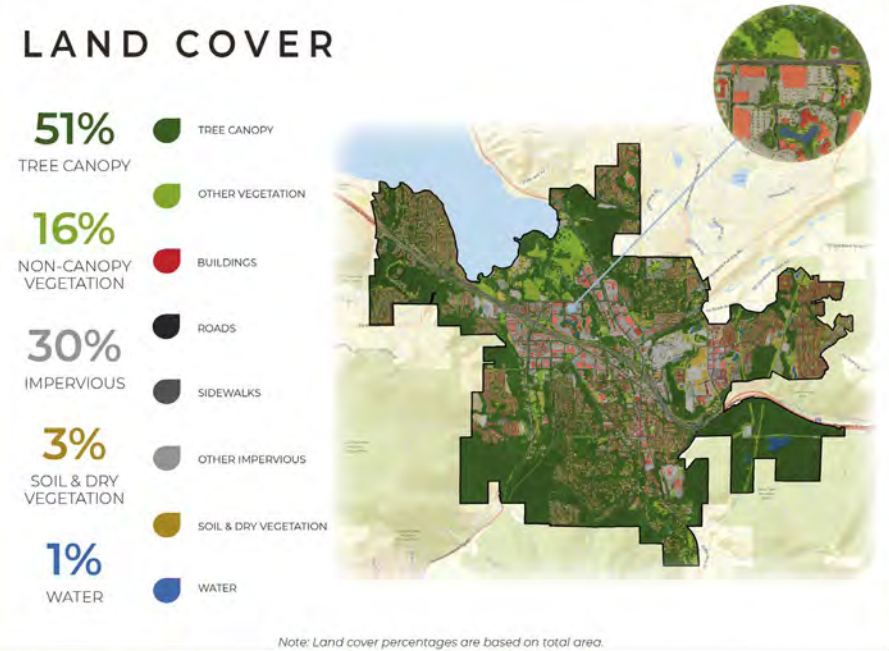 LAND COVER
51%
TREE CANOPY
16%
NON-CANOPY
VEGETATION
30%
IMPERVIOUS
3%
SOIL & DRY
VEGETATION
1%
WATER
TREE CANOPY
OTHER VEGETATION
BUILDINGS
ROADS
SIDEWALKS
OTHER IMPERVIOUS
SOIL & DRY VEGETATION
WATER
Note: Land cover percentages are based on total area.